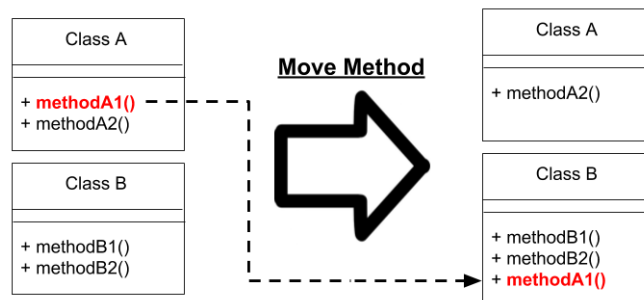 Class A
+ methodA1()
+ methodA2()
Class B
+ methodB1()
+ methodB2()
Move Method
Class A
+ methodA2()
Class B
+ methodB1()
+ methodB2()
+ methodA1()